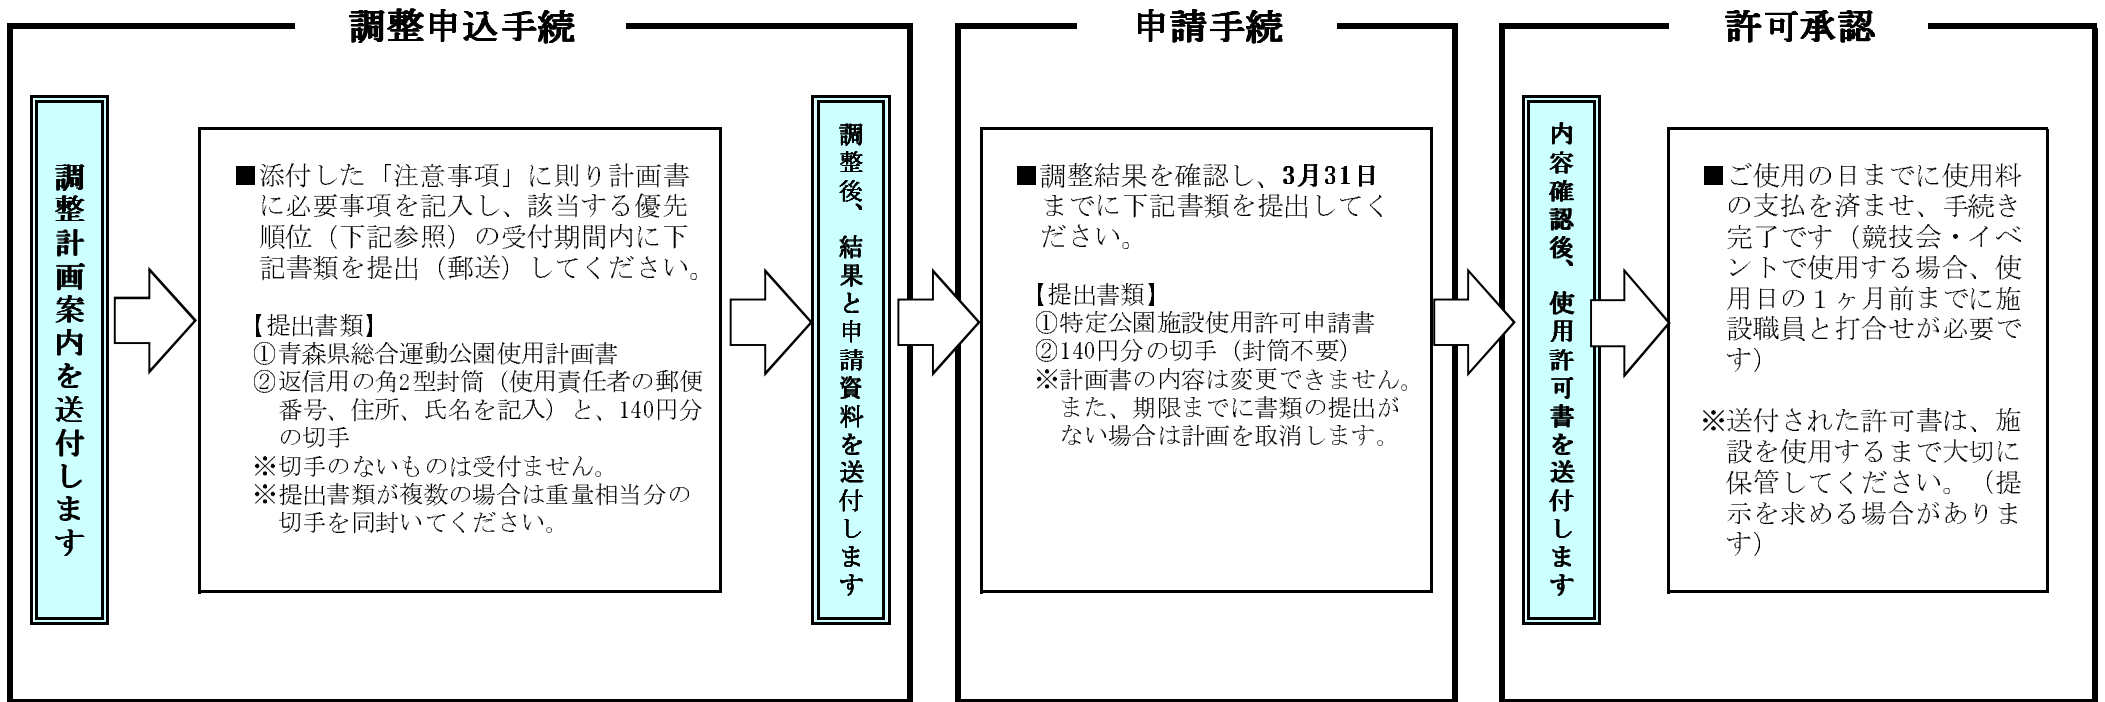 調整申込手続
調整計画案内を送付します
■添付した「注意事項」に則り計画書
に必要事項を記入し、該当する優先
順位（下記参照）の受付期間内に下
記書類を提出（郵送）してください。
【提出書類】
①青森県総合運動公園使用計画書
②返信用の角2型封筒（使用責任者の郵便
番号、住所、氏名を記入）と、140円分
の切手
※切手のないものは受付ません。
※提出書類が複数の場合は重量相当分の
切手を同封いてください。
調整後、結果と申請資料を送付します
申請手続
■調整結果を確認し、3月31日
までに下記書類を提出してく
ださい。
【提出書類】
①特定公園施設使用許可申請書
②140円分の切手（封筒不要）
※計画書の内容は変更できません。
また、期限までに書類の提出が
ない場合は計画を取消します。
許可承認
内容確認後、使用許可書を送付します
■ご使用の日までに使用料
の支払を済ませ、手続き
完了です（競技会・イベ
ントで使用する場合、使
用日の１ヶ月前までに施
設職員と打合せが必要で
す）
※送付された許可書は、施
設を使用するまで大切に
保管してください。（提
示を求める場合がありま
す）